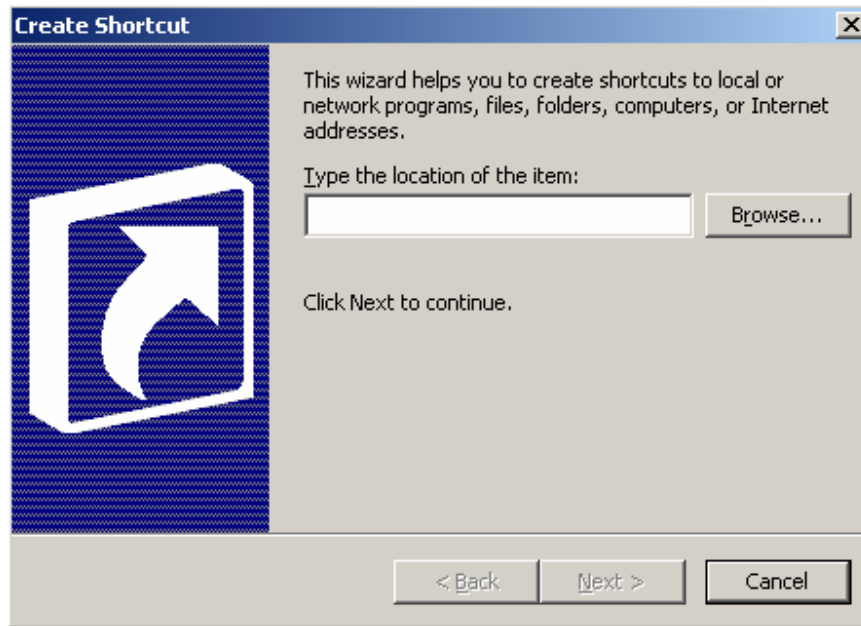 Create Shortcut
This wizard helps you to create shortcuts to local or
network programs, files, folders, computers, or Internet
addresses.
Type the location of the item:
Browse...
Click Next to continue.
< Back
Next >
Cancel